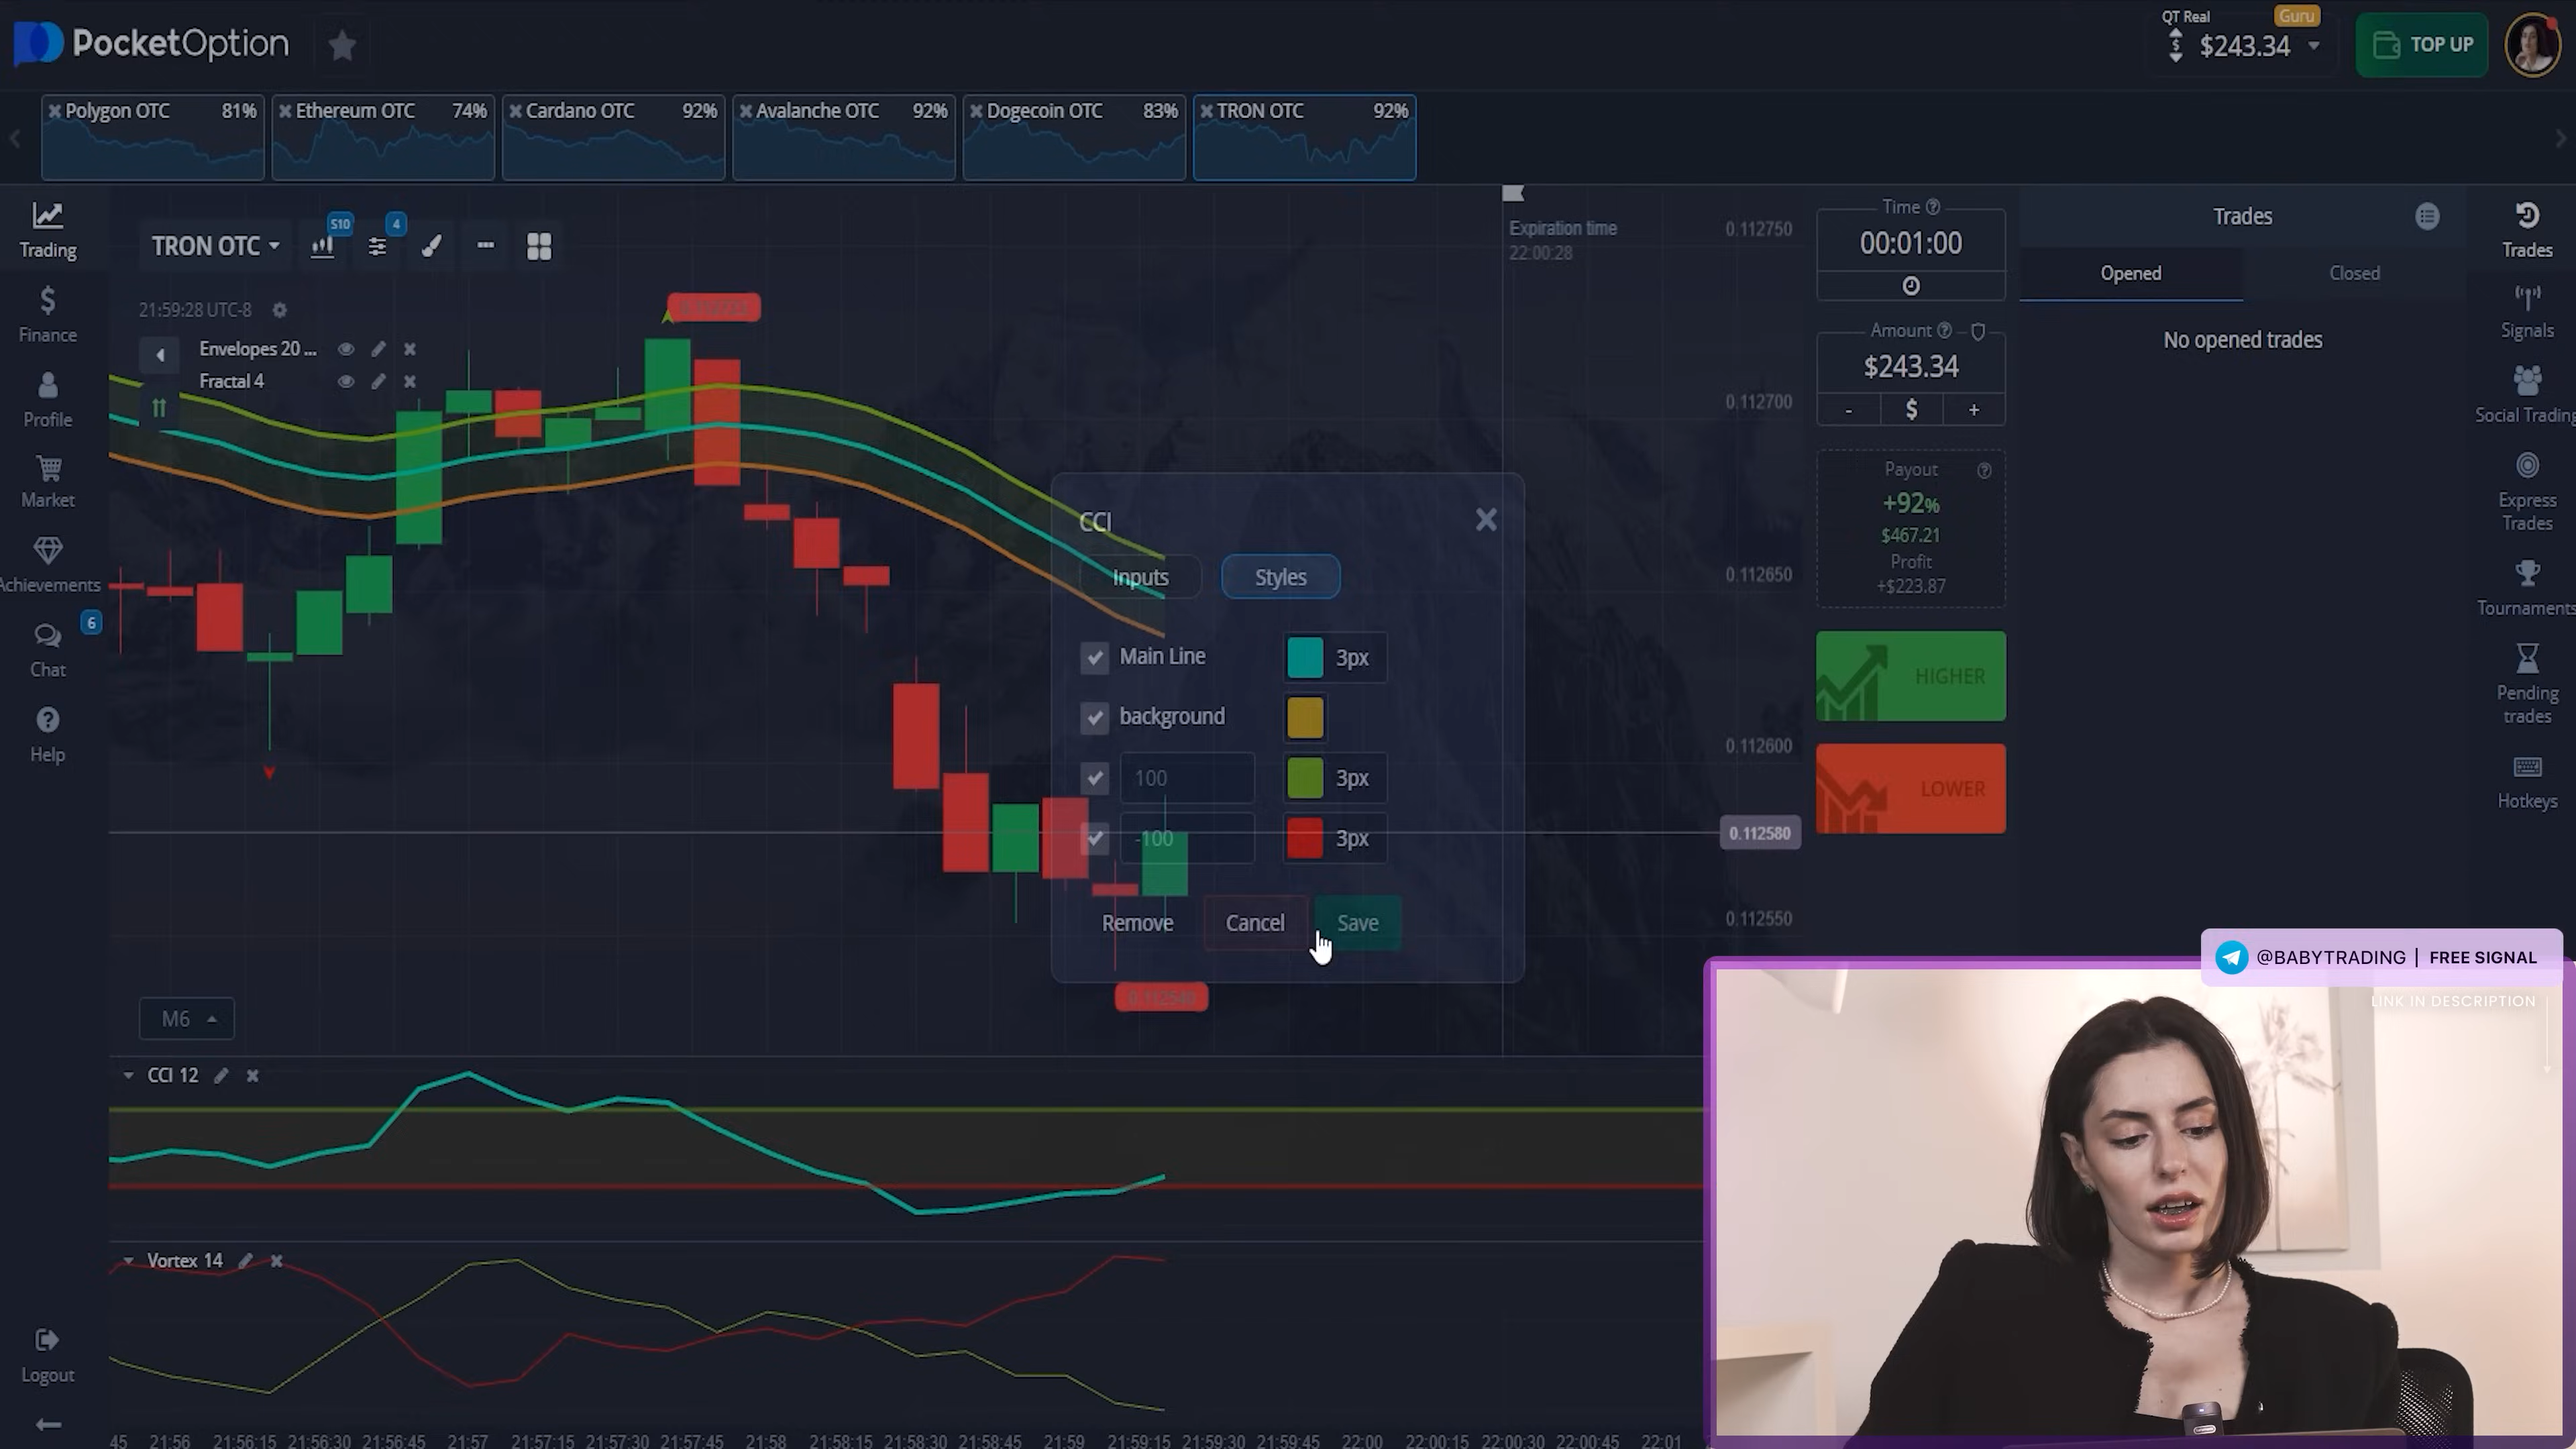 PocketOption
QT Real
Guru
$243.34
TOP UP
Polygon OTC 81%
Ethereum OTC 74%
Cardano OTC 92%
Avalanche OTC 92%
Dogecoin OTC 83%
TRON OTC 92%
Trading
Finance
Profile
Market
Achievements
6
Chat
Help
Logout
TRON OTC
S10
4
21:59:28 UTC-8
Envelopes 20 ...
Fractal 4
Expiration time
22:00:28
0.112750
0.112700
0.112650
0.112600
0.112580
0.112550
CCI
Inputs
Styles
Main Line
3px
background
100
3px
-100
3px
Remove
Cancel
Save
M6
CCI 12
Vortex 14
45 21:56 21:56:15 21:56:30 21:56:45 21:57 21:57:15 21:57:30 21:57:45 21:58 21:58:15 21:58:30 21:58:45 21:59 21:59:15 21:59:30 21:59:45 22:00 22:00:15 22:00:30 22:00:45 22:01
Time
00:01:00
Amount
$243.34
- $ +
Payout
+92%
$467.21
Profit
+$223.87
HIGHER
LOWER
Trades
Opened
Closed
No opened trades
Trades
Signals
Social Trading
Express
Trades
Tournaments
Pending
trades
Hotkeys
@BABYTRADING | FREE SIGNAL
LINK IN DESCRIPTION